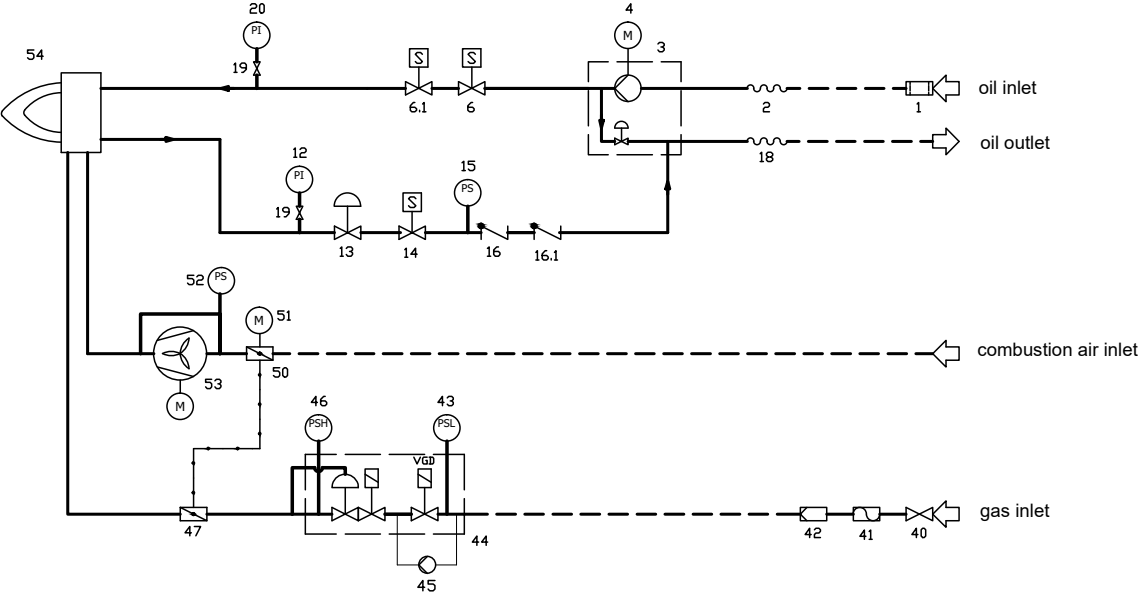 20
4
54
PI
M
3
S
S
19
6.1
6
2
1
oil inlet
12
15
18
oil outlet
PI
S
PS
19
13
14
16
16.1
52
PS
51
M
combustion air inlet
53
50
M
46
43
PSH
PSL
VGD
gas inlet
47
44
42
41
40
45